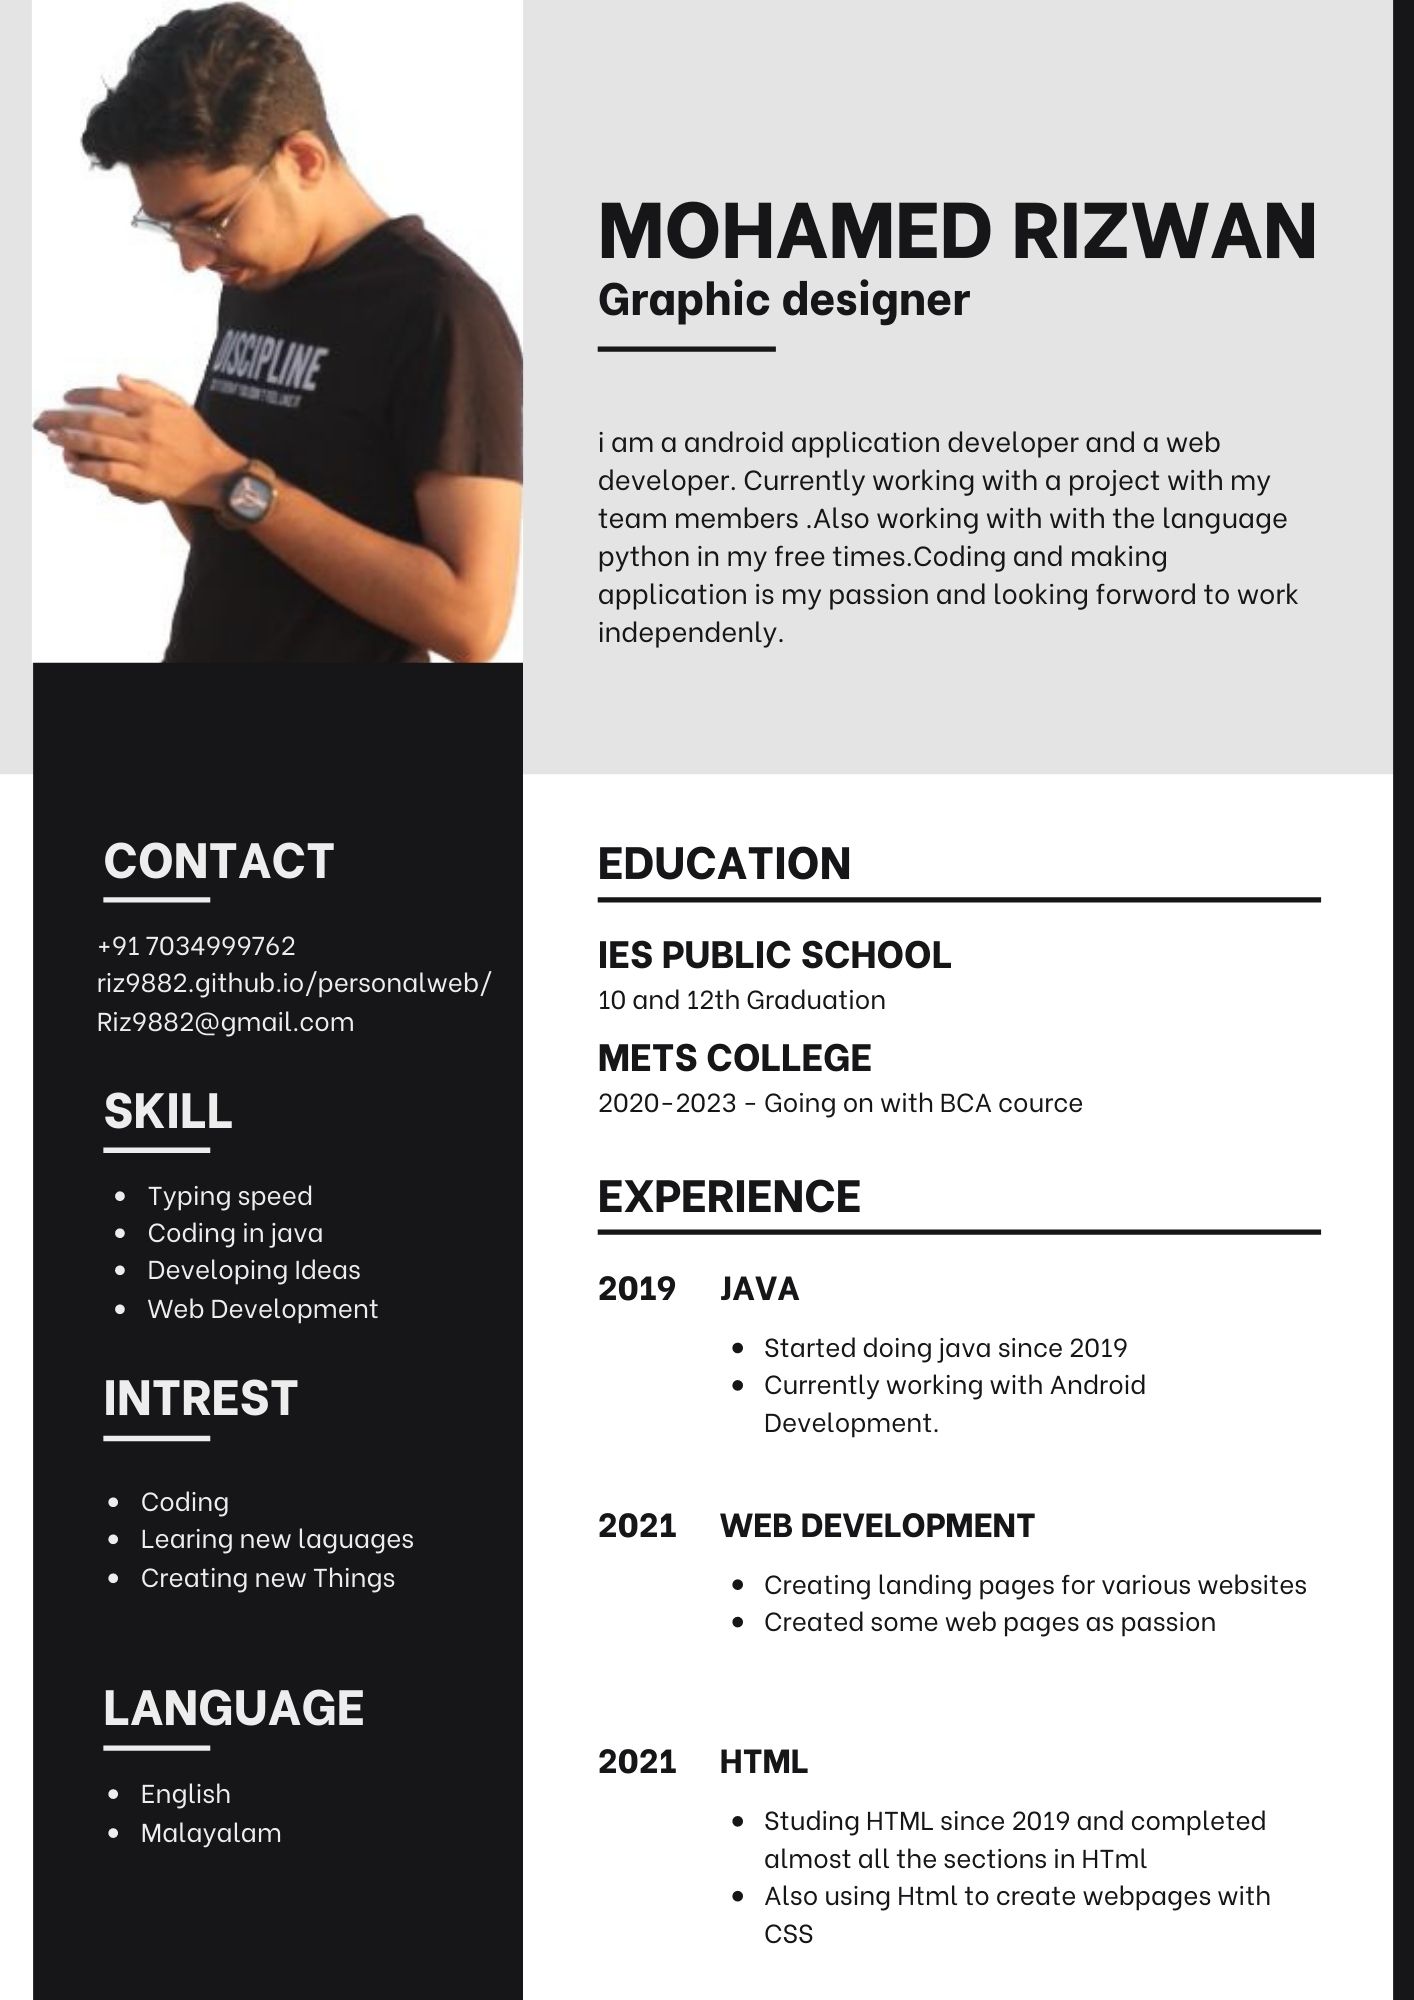 DISCIPLINE
MOHAMED RIZWAN
Graphic designer
i am a android application developer and a web
developer. Currently working with a project with my
team members .Also working with with the language
python in my free times.Coding and making
application is my passion and looking forword to work
independenly.
CONTACT
+91 7034999762
riz9882.github.io/personalweb/
Riz9882@gmail.com
SKILL
Typing speed
Coding in java
Developing Ideas
Web Development
INTREST
Coding
Learing new laguages
Creating new Things
LANGUAGE
English
Malayalam
EDUCATION
IES PUBLIC SCHOOL
10 and 12th Graduation
METS COLLEGE
2020-2023 - Going on with BCA cource
EXPERIENCE
2019 JAVA
Started doing java since 2019
Currently working with Android
Development.
2021 WEB DEVELOPMENT
Creating landing pages for various websites
Created some web pages as passion
2021 HTML
Studing HTML since 2019 and completed
almost all the sections in HTml
Also using Html to create webpages with
CSS